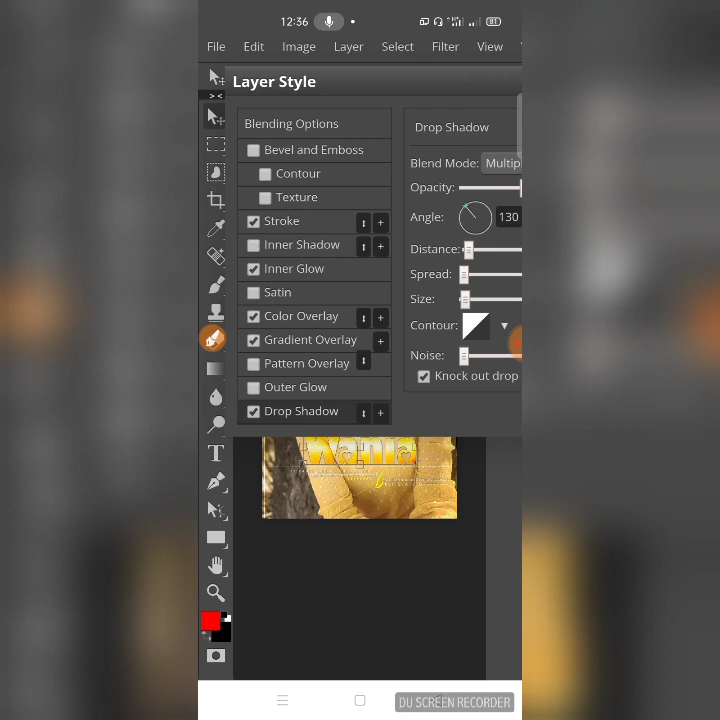 12:36
81
File Edit Image Layer Select Filter View
Layer Style
> <
Blending Options
Bevel and Emboss
Contour
Texture
Stroke
Inner Shadow
Inner Glow
Satin
Color Overlay
Gradient Overlay
Pattern Overlay
Outer Glow
Drop Shadow
Drop Shadow
Blend Mode: Multip
Opacity:
Angle: 130
Distance:
Spread:
Size:
Contour:
Noise:
Knock out drop
Wania
DU SCREEN RECORDER